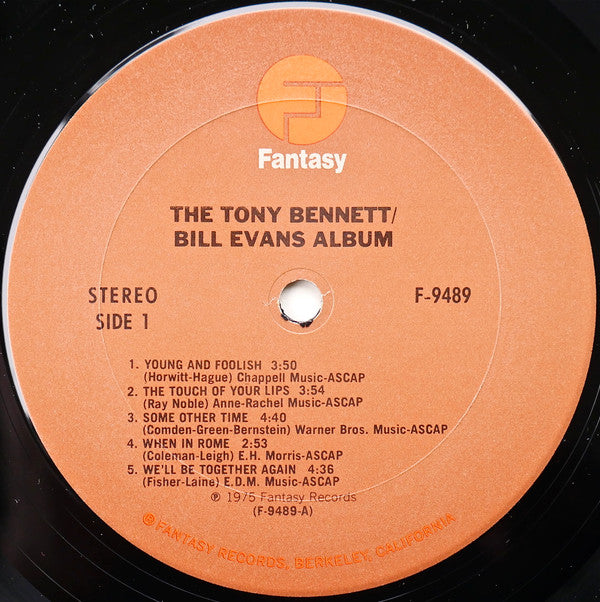 Fantasy
THE TONY BENNETT/
BILL EVANS ALBUM
STEREO
SIDE 1
F-9489
1. YOUNG AND FOOLISH 3:50
(Horwitt-Hague) Chappell Music-ASCAP
2. THE TOUCH OF YOUR LIPS 3:54
(Ray Noble) Anne-Rachel Music-ASCAP
3. SOME OTHER TIME 4:40
(Comden-Green-Bernstein) Warner Bros. Music-ASCAP
4. WHEN IN ROME 2:53
(Coleman-Leigh) E.H. Morris-ASCAP
5. WE'LL BE TOGETHER AGAIN 4:36
(Fisher-Laine) E.D.M. Music-ASCAP
℗ 1975 Fantasy Records
(F-9489-A)
© FANTASY RECORDS, BERKELEY, CALIFORNIA